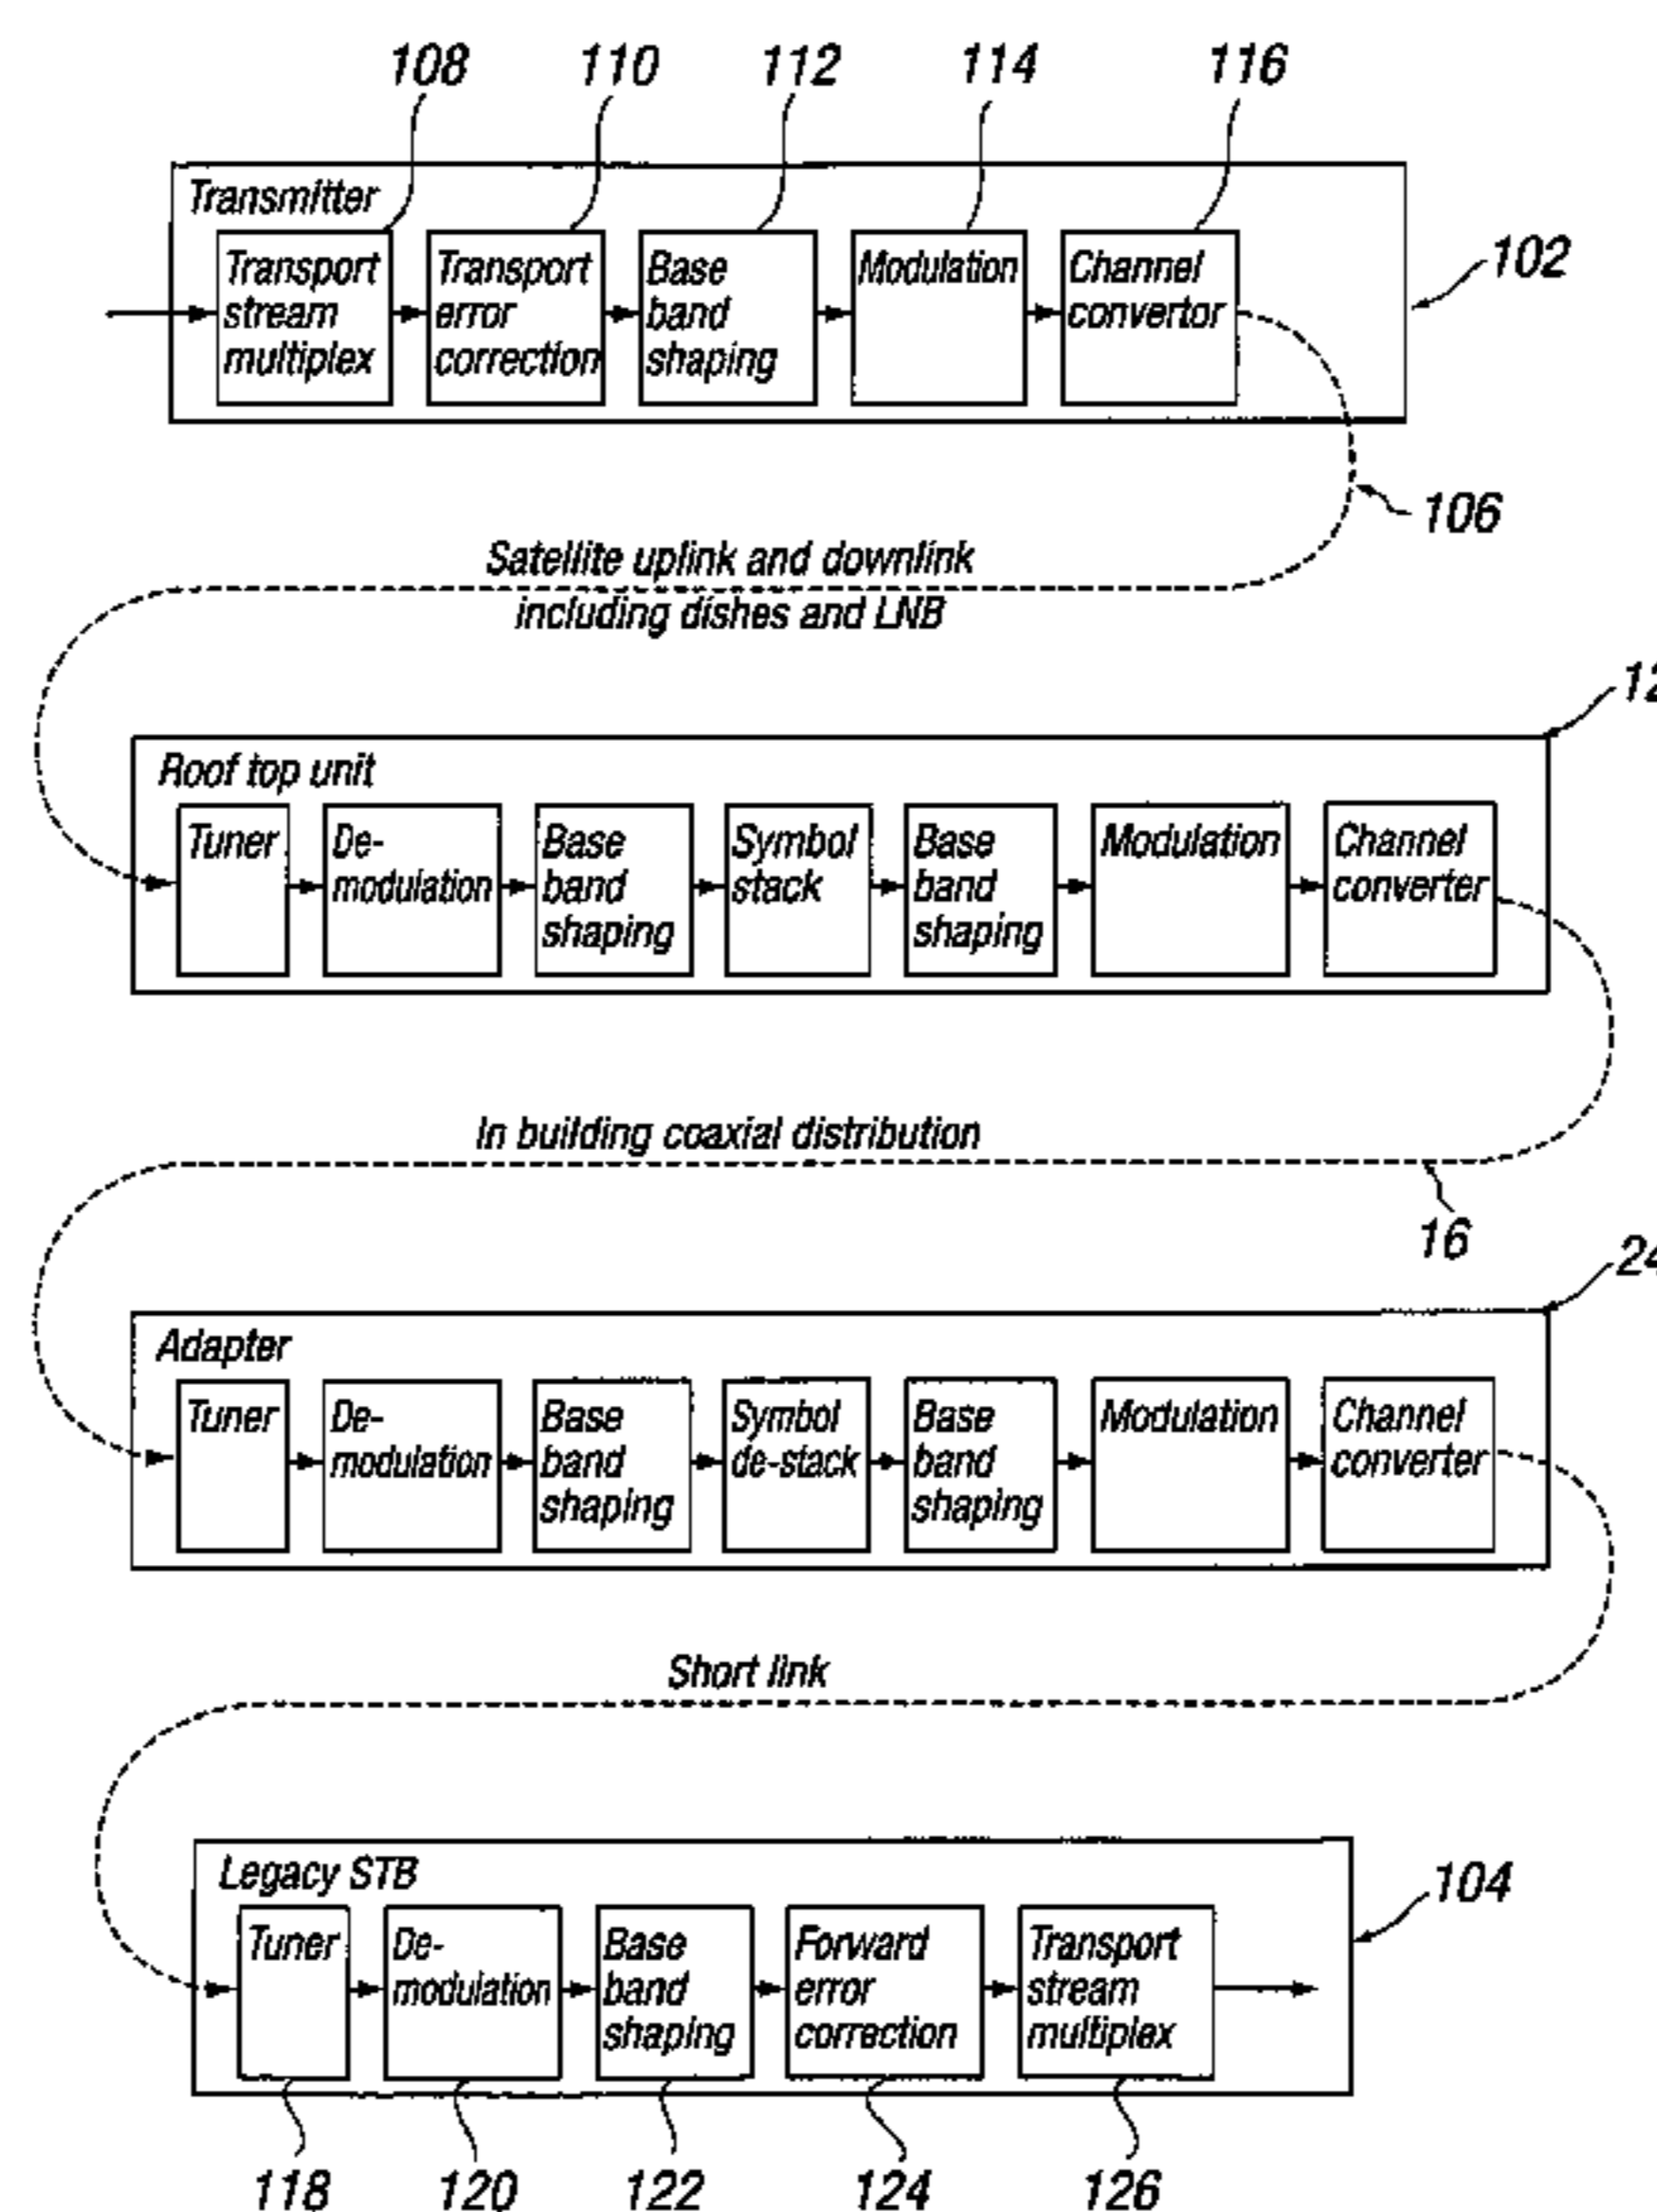 108
110
112
114
116
Transmitter
102
Transport
stream
multiplex
Transport
error
correction
Base
band
shaping
Modulation
Channel
convertor
106
Satellite uplink and downlink
including dishes and LNB
12
Roof top unit
Tuner
De-
modulation
Base
band
shaping
Symbol
stack
Base
band
shaping
Modulation
Channel
converter
In building coaxial distribution
16
24
Adapter
Tuner
De-
modulation
Base
band
shaping
Symbol
de-stack
Base
band
shaping
Modulation
Channel
converter
Short link
Legacy STB
104
Tuner
De-
modulation
Base
band
shaping
Forward
error
correction
Transport
stream
multiplex
118
120
122
124
126